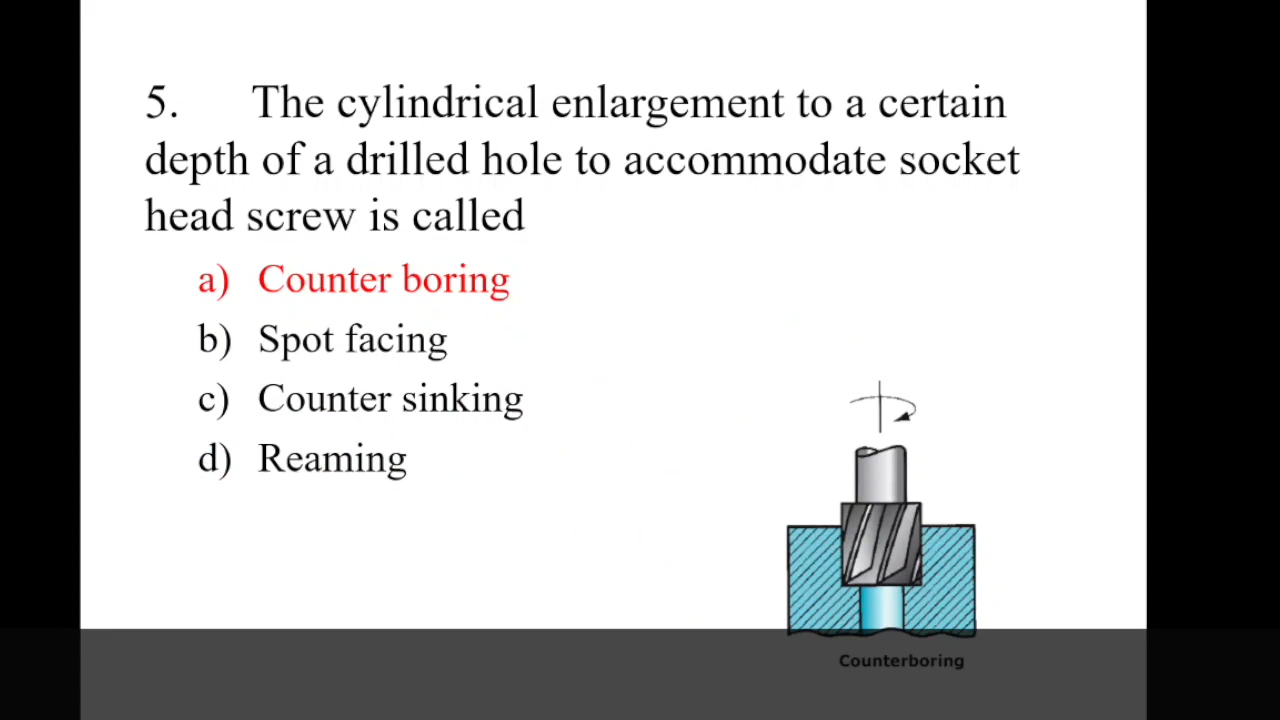 5. The cylindrical enlargement to a certain
depth of a drilled hole to accommodate socket
head screw is called
a) Counter boring
b) Spot facing
c) Counter sinking
d) Reaming
Counterboring